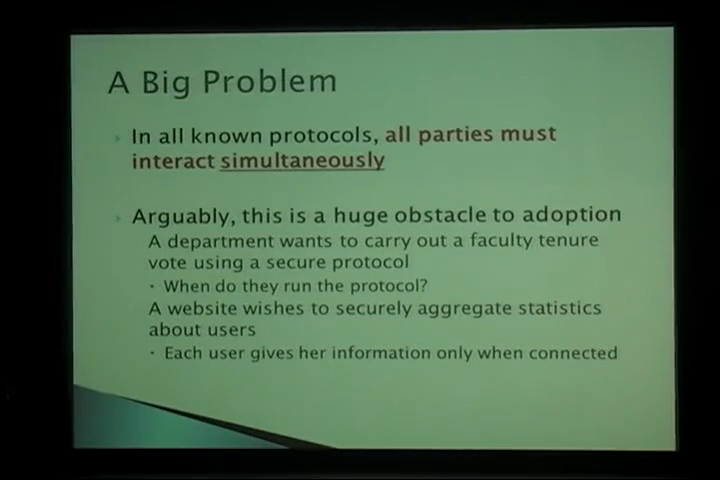 A Big Problem
In all known protocols, all parties must
interact simultaneously
Arguably, this is a huge obstacle to adoption
A department wants to carry out a faculty tenure
vote using a secure protocol
· When do they run the protocol?
A website wishes to securely aggregate statistics
about users
· Each user gives her information only when connected